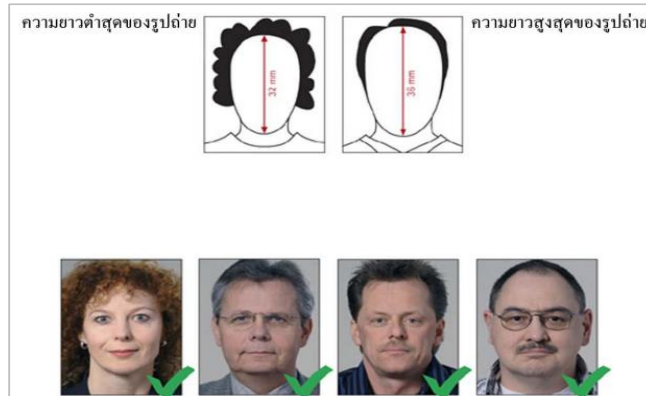 ความยาวต่ำสุดของรูปถ่าย
ความยาวสูงสุดของรูปถ่าย
32 mm
36 mm